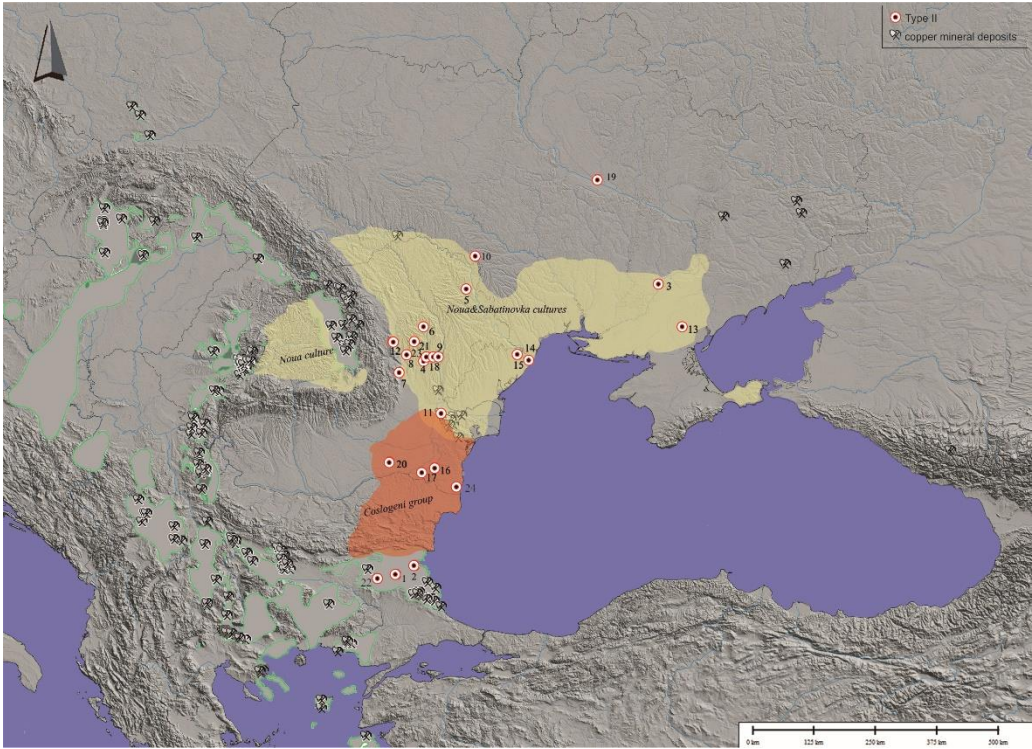 Type II
copper mineral deposits
19
10
3
5
Noua&Sabatinovka cultures
6
13
Noua culture
12
21
9
14
8
23
4
18
15
7
11
20
16
17
24
Coslogeni group
22
1
2
0 km
125 km
250 km
375 km
500 km